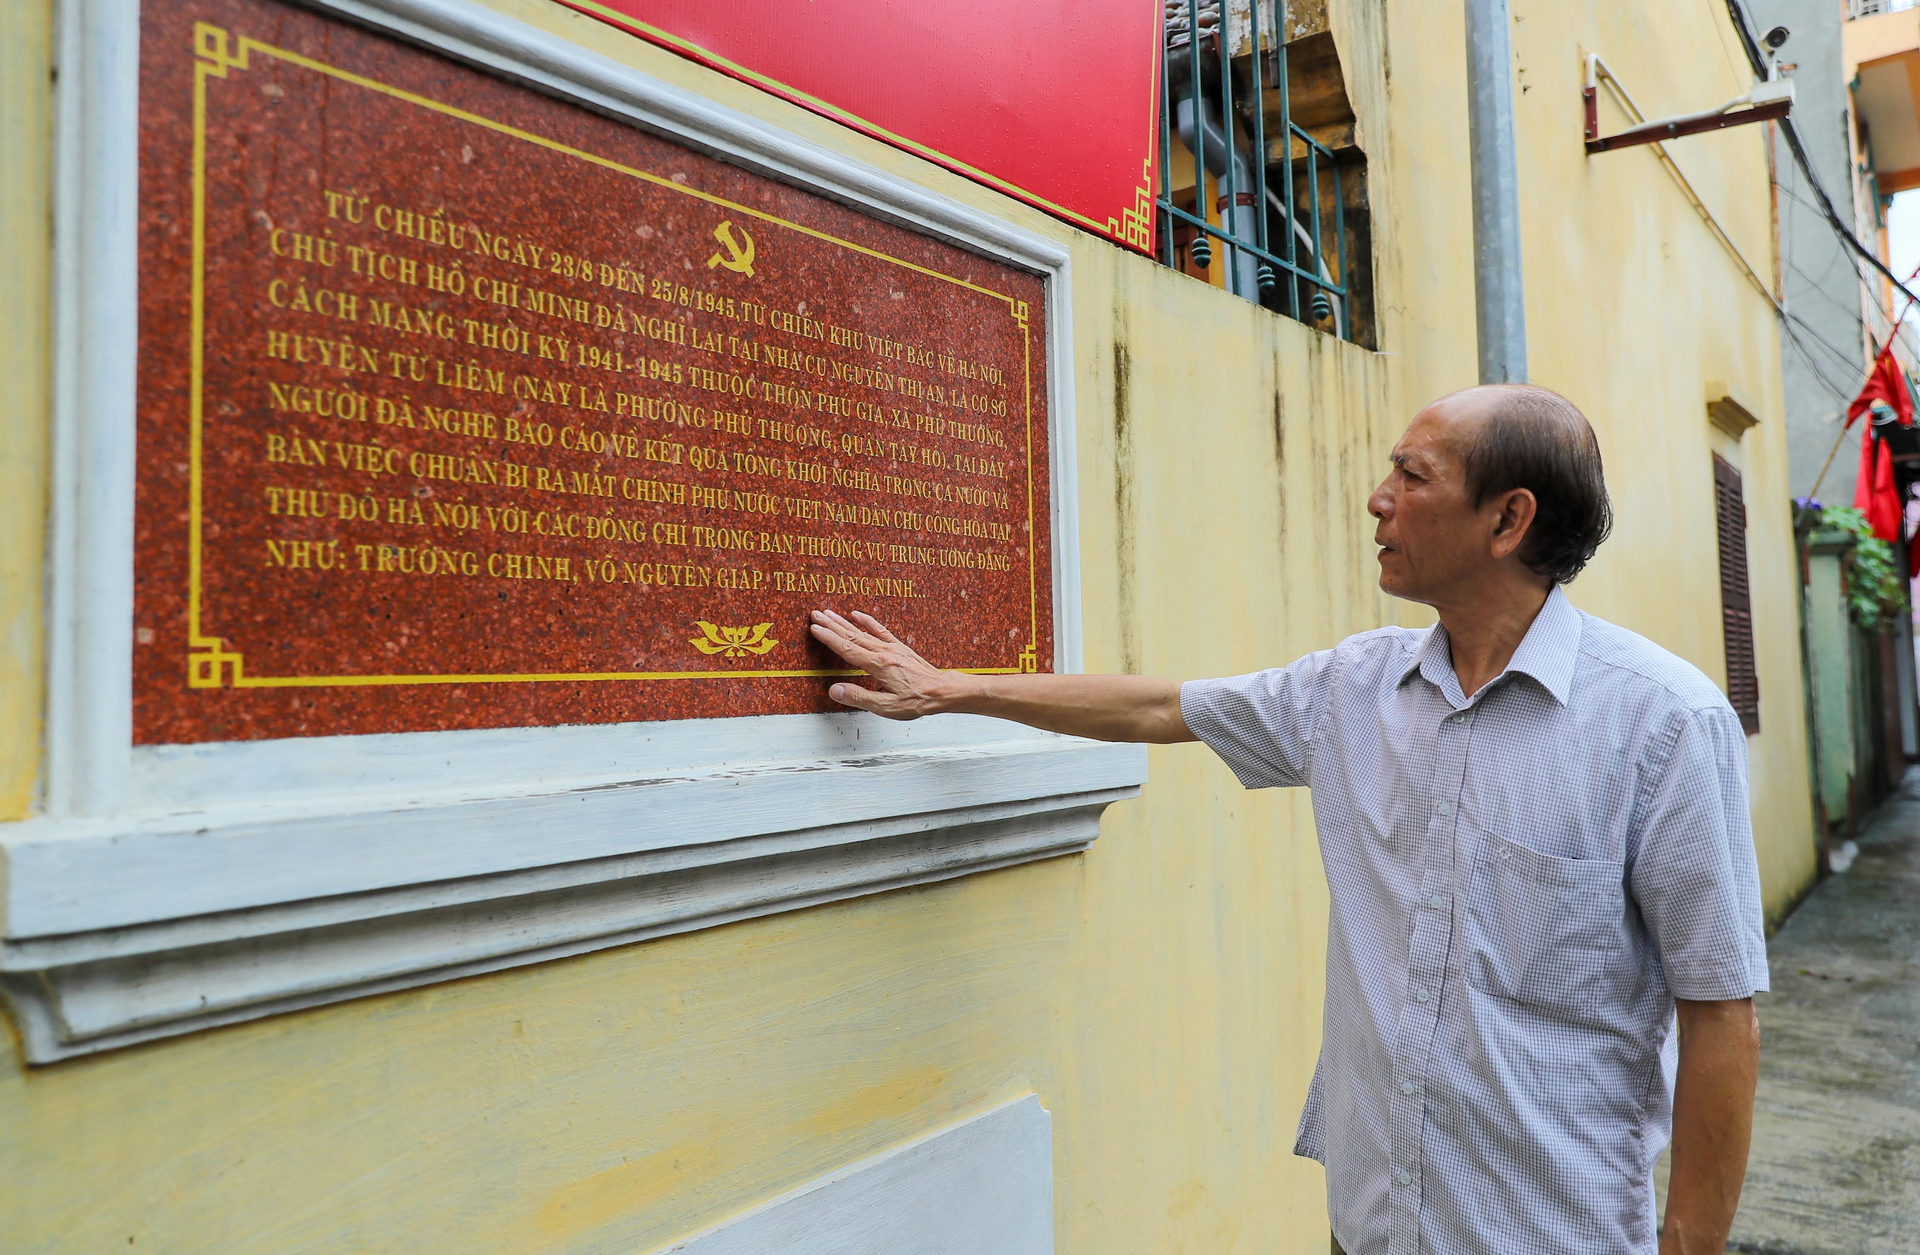 TỪ CHIỀU NGÀY 23/8 ĐẾN 25/8/1945, TỪ CHIẾN KHU VIỆT BẮC VỀ HÀ NỘI,
CHỦ TỊCH HỒ CHÍ MINH ĐÃ NGHỈ LẠI TẠI NHÀ CỤ NGUYỄN THỊ AN, LÀ CƠ SỞ
CÁCH MẠNG THỜI KỲ 1941-1945 THUỘC THÔN PHÚ GIA, XÃ PHÚ THƯỢNG,
HUYỆN TỪ LIÊM (NAY LÀ PHƯỜNG PHÚ THƯỢNG, QUẬN TÂY HỒ). TẠI ĐÂY,
NGƯỜI ĐÃ NGHE BÁO CÁO VỀ KẾT QUẢ TỔNG KHỞI NGHĨA TRONG CẢ NƯỚC VÀ
BÀN VIỆC CHUẨN BỊ RA MẮT CHÍNH PHỦ NƯỚC VIỆT NAM DÂN CHỦ CỘNG HÒA TẠI
THỦ ĐÔ HÀ NỘI VỚI CÁC ĐỒNG CHÍ TRONG BAN THƯỜNG VỤ TRUNG ƯƠNG ĐẢNG
NHƯ: TRƯỜNG CHINH, VÕ NGUYÊN GIÁP, TRẦN ĐĂNG NINH...